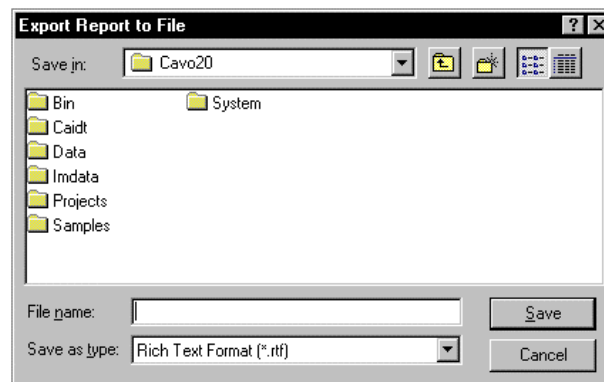 Export Report to File
Save in: Cavo20
Bin System
Caidt
Data
Imdata
Projects
Samples
File name: Save
Save as type: Rich Text Format (*.rtf) Cancel